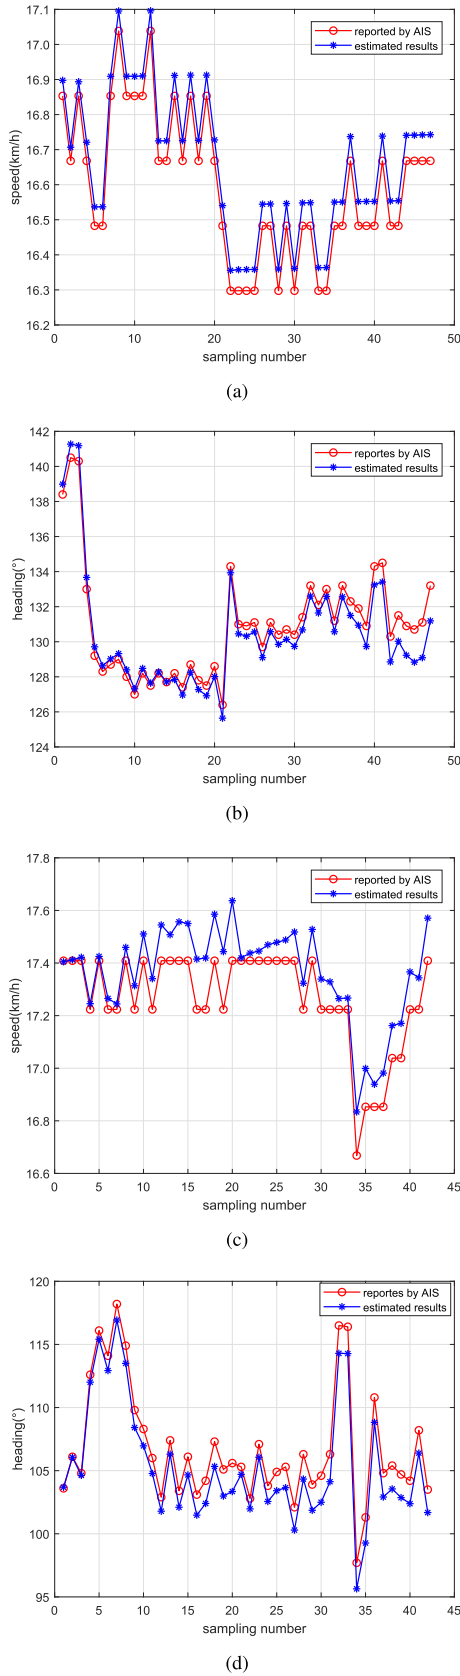 17.1
17
16.9
16.8
16.7
16.6
16.5
16.4
16.3
16.2
speed(km/h)
reported by AIS
estimated results
0 10 20 30 40 50
sampling number
(a)
142
140
138
136
134
132
130
128
126
124
heading(°)
reportes by AIS
estimated results
0 10 20 30 40 50
sampling number
(b)
17.8
17.6
17.4
17.2
17.0
16.8
16.6
speed(km/h)
reported by AIS
estimated results
0 5 10 15 20 25 30 35 40 45
sampling number
(c)
120
115
110
105
100
95
heading(°)
reportes by AIS
estimated results
0 5 10 15 20 25 30 35 40 45
sampling number
(d)